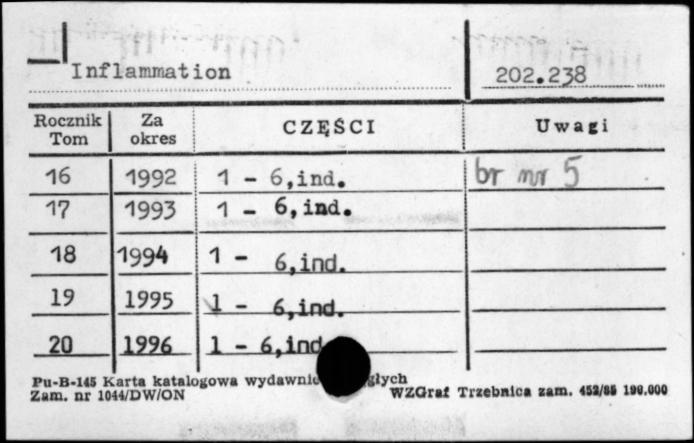 Inflammation 202.238
Rocznik Tom Za okres CZĘŚCI Uwagi
16 1992 1 - 6,ind. br nr 5
17 1993 1 - 6,ind.
18 1994 1 - 6,ind.
19 1995 1 - 6,ind.
20 1996 1 - 6,ind
Pu-B-145 Karta katalogowa
Zam. nr 1044/DW/ON WZGraf Trzebnica zam. 452/85 190.000